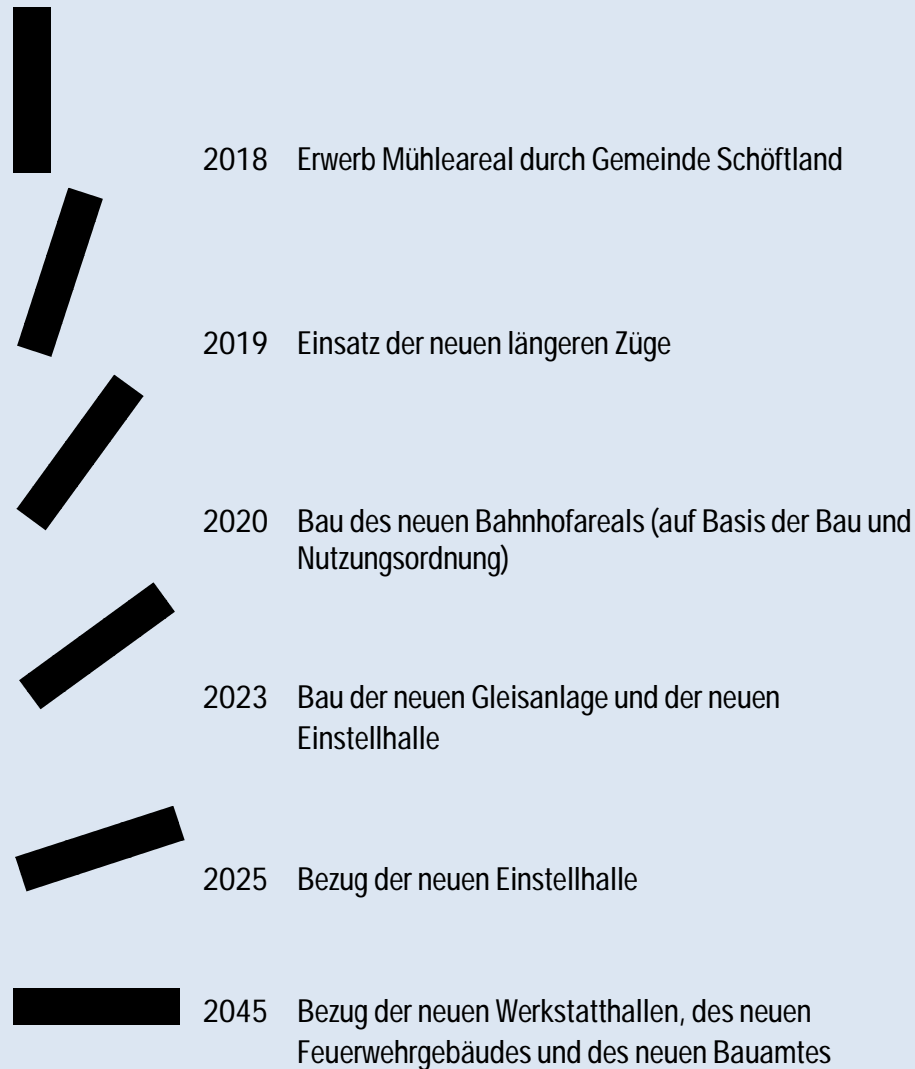 2018 Erwerb Mühleareal durch Gemeinde Schöftland
2019 Einsatz der neuen längeren Züge
2020 Bau des neuen Bahnhofareals (auf Basis der Bau und
Nutzungsordnung)
2023 Bau der neuen Gleisanlage und der neuen
Einstellhalle
2025 Bezug der neuen Einstellhalle
2045 Bezug der neuen Werkstatthallen, des neuen
Feuerwehrgebäudes und des neuen Bauamtes